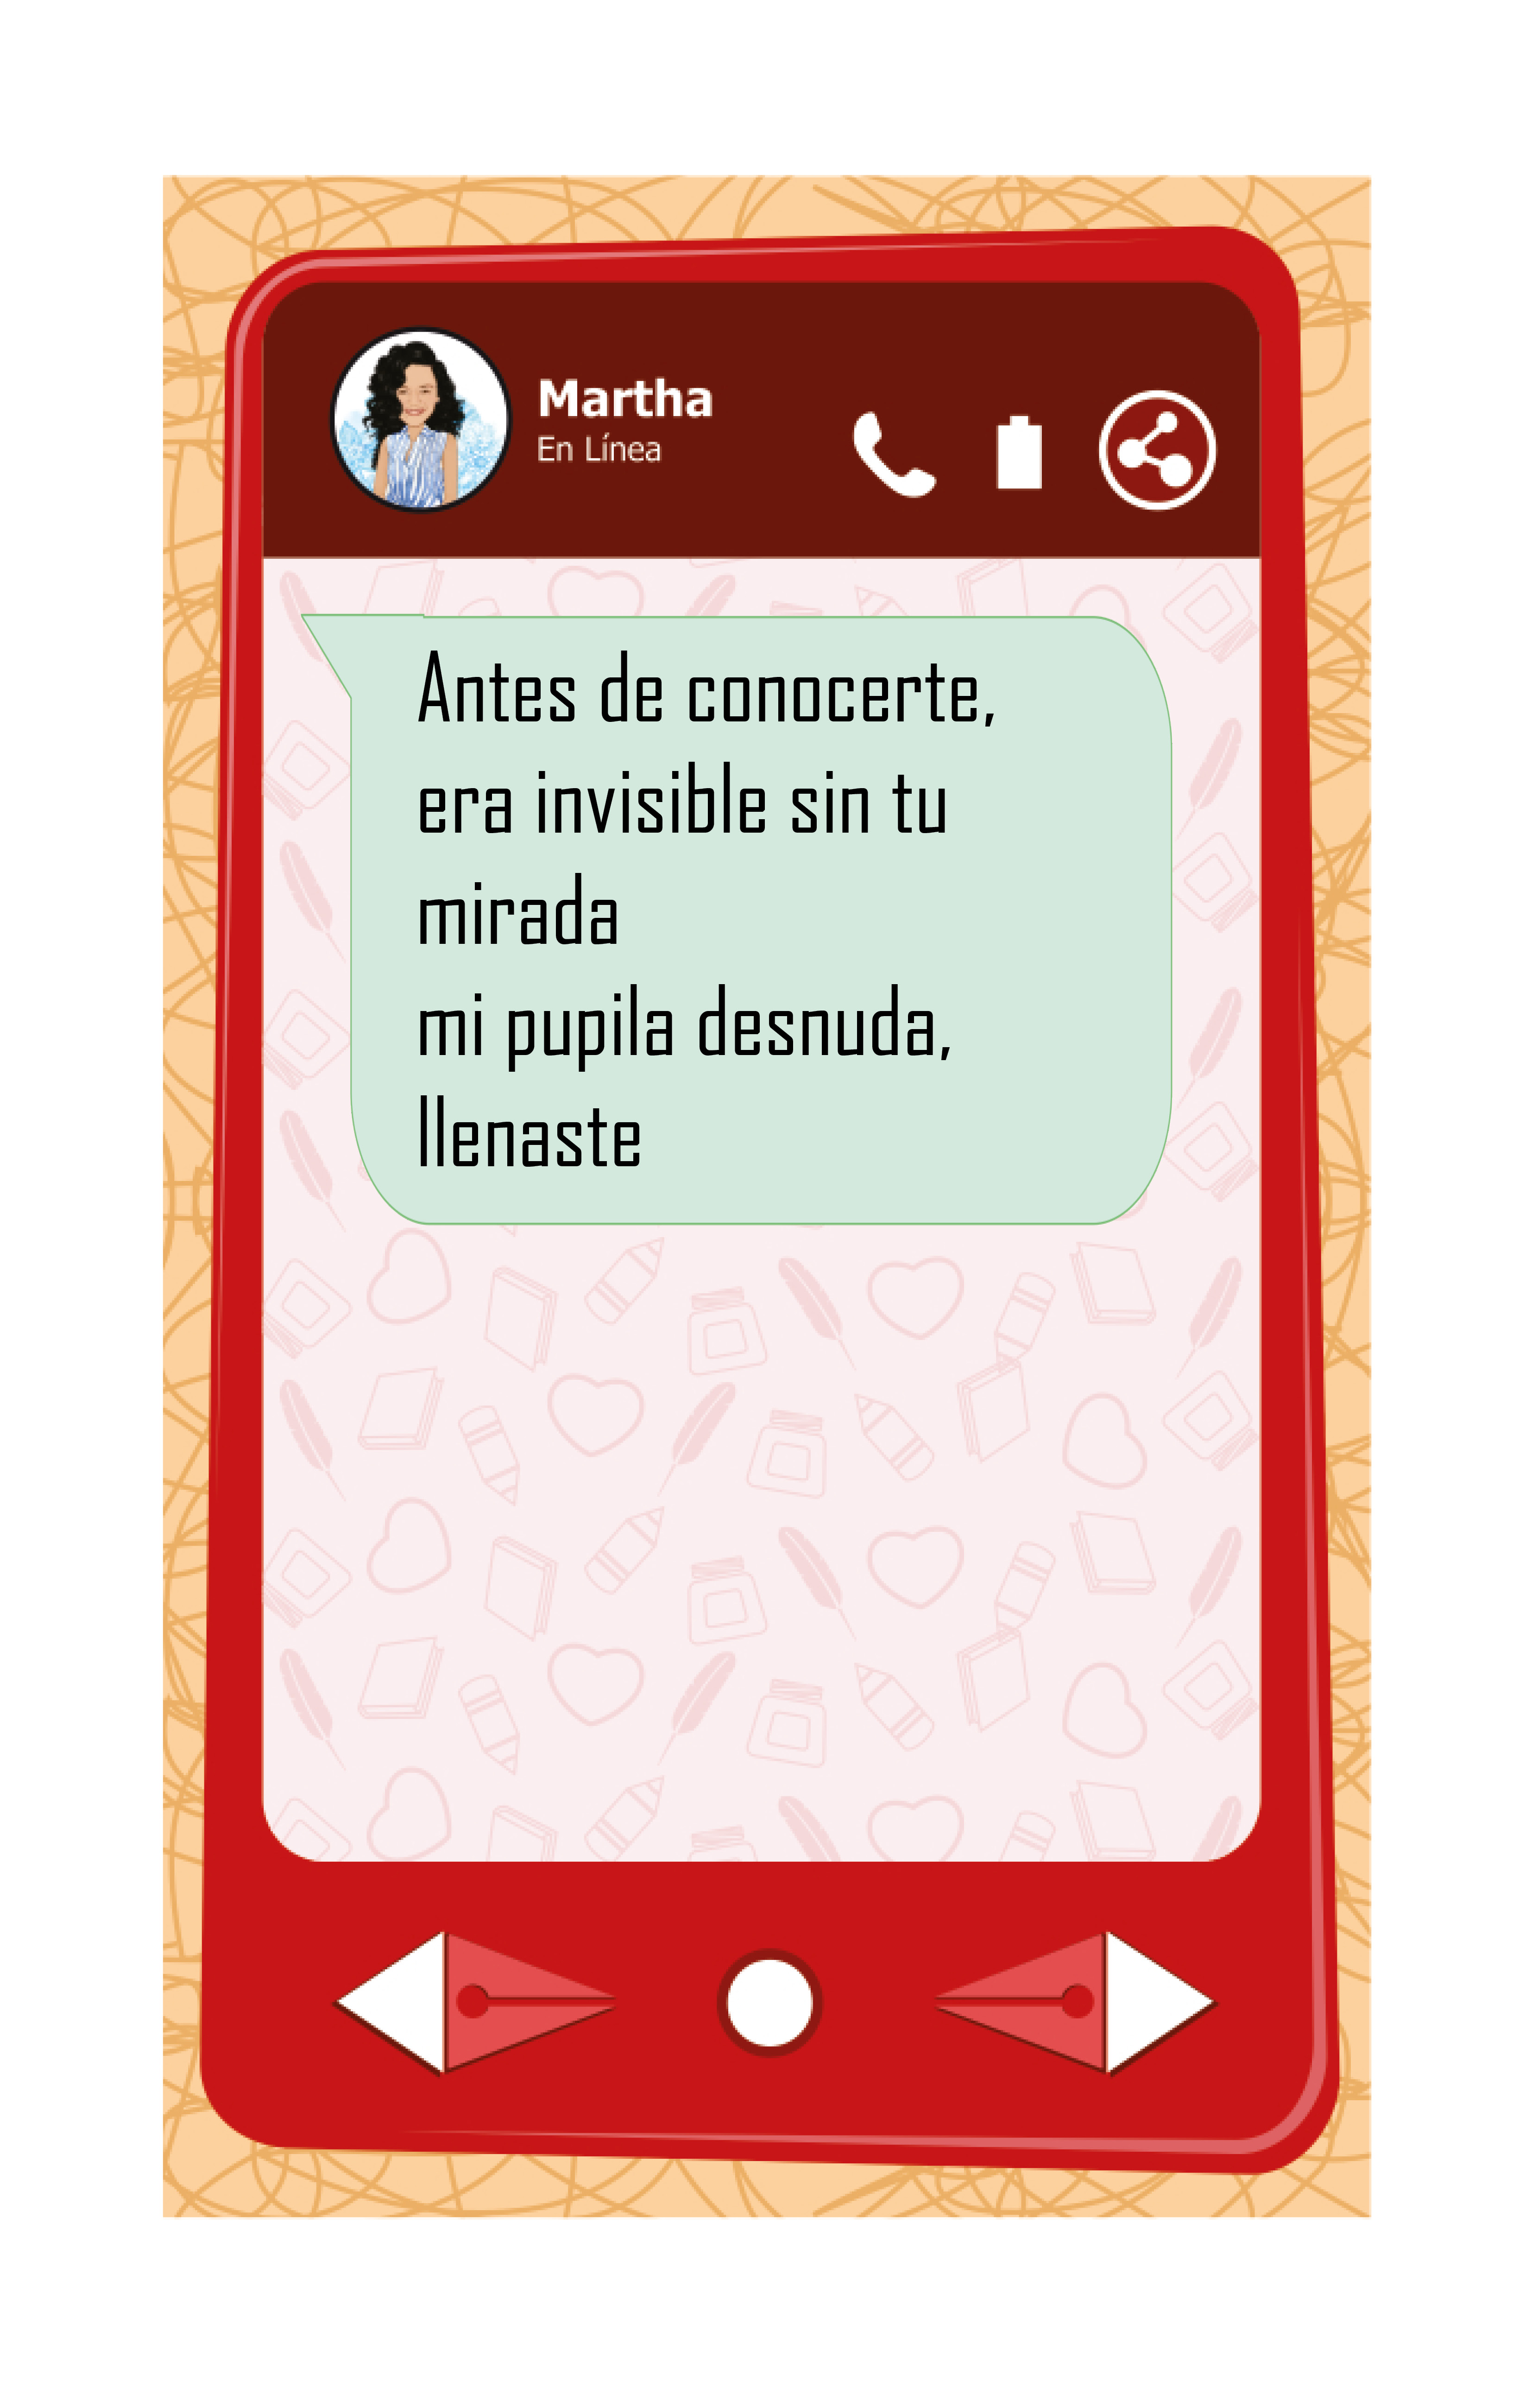 Martha
En Línea
Antes de conocerte,
era invisible sin tu
mirada
mi pupila desnuda,
llenaste